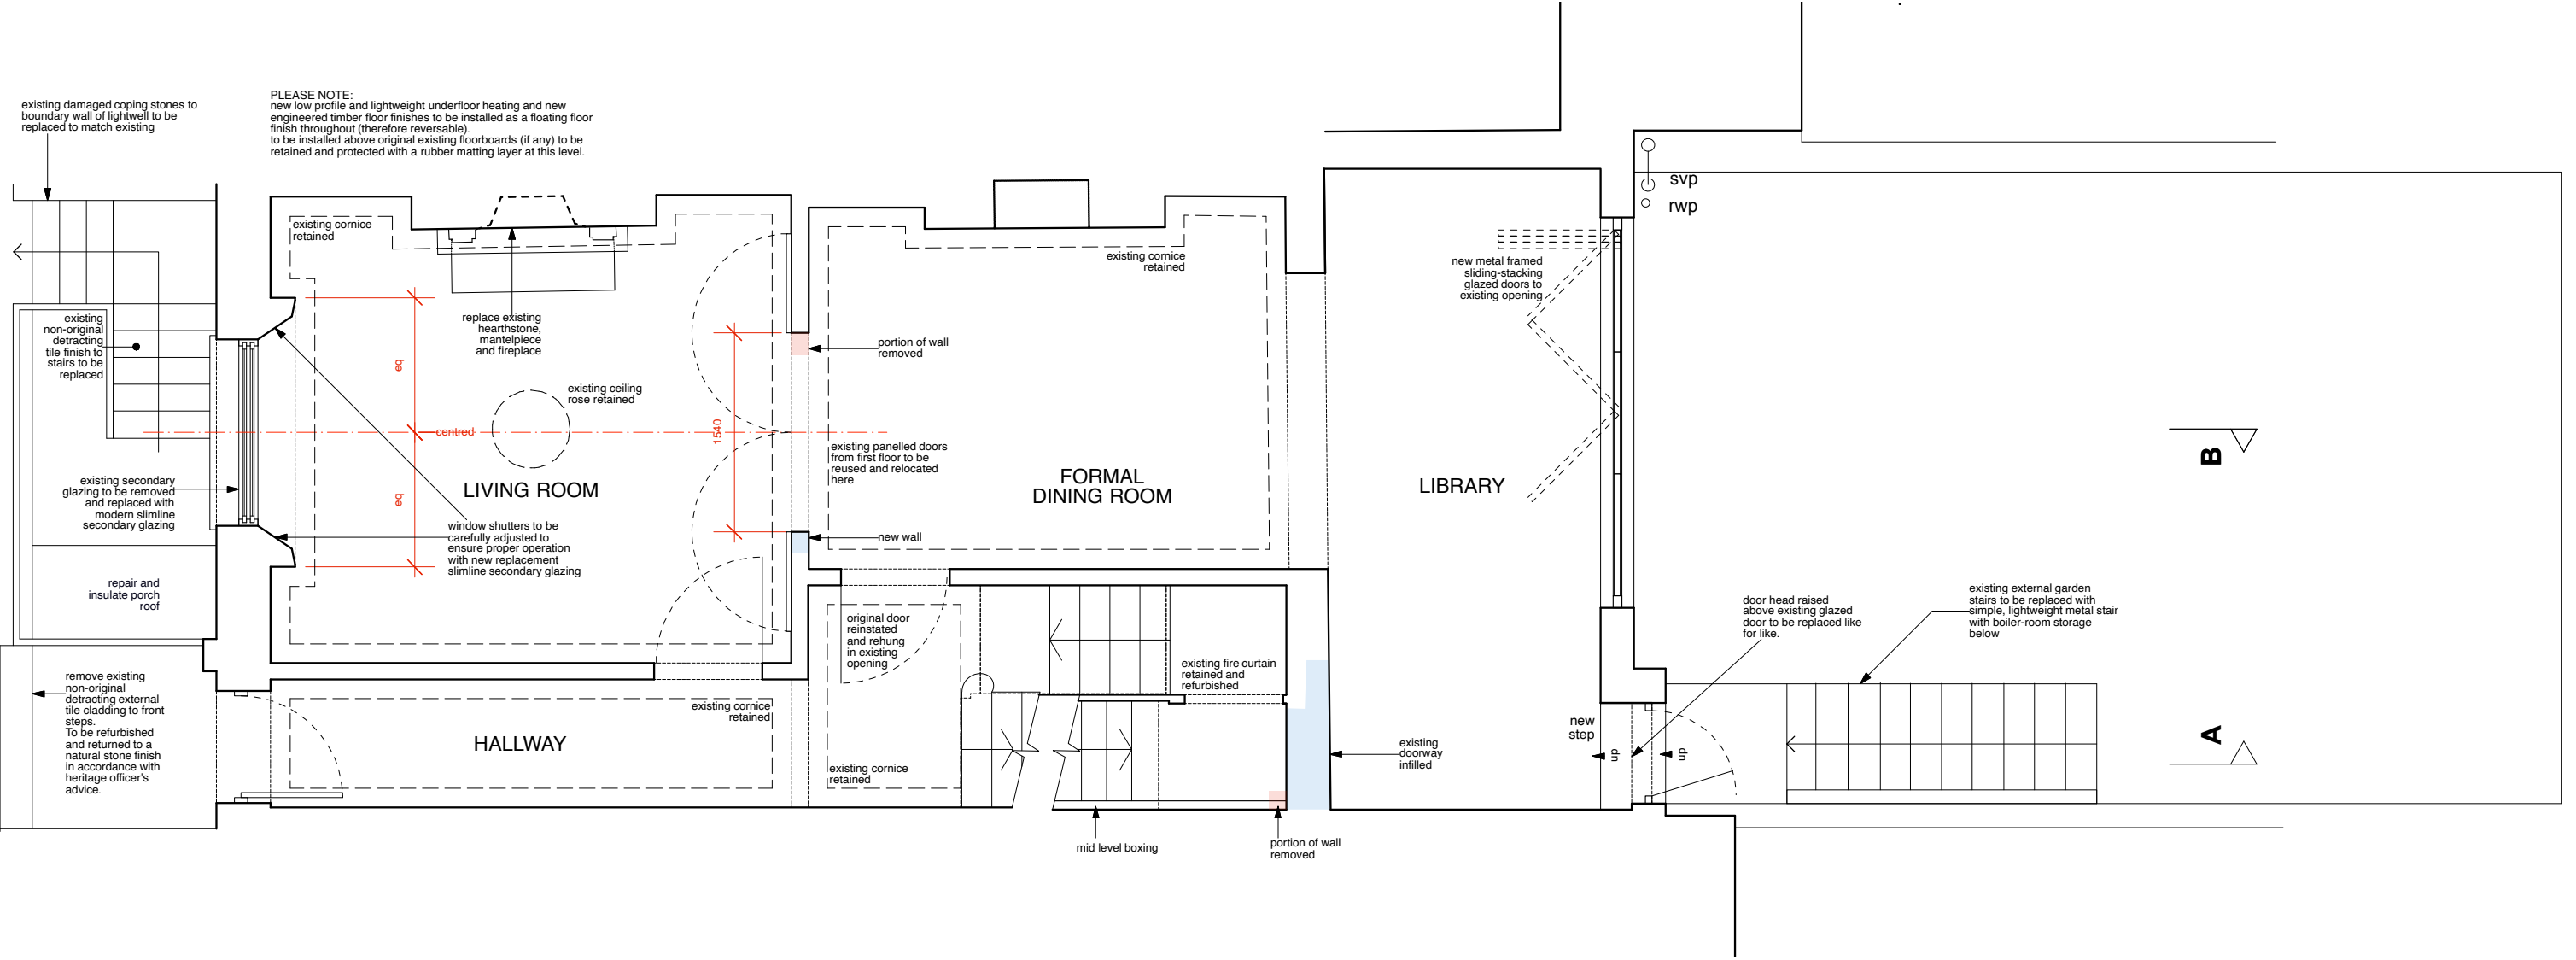 PLEASE NOTE:
new low profile and lightweight underfloor heating and new
engineered timber floor finishes to be installed as a floating floor
finish throughout (therefore reversable).
to be installed above original existing floorboards (if any) to be
retained and protected with a rubber matting layer at this level.
existing damaged coping stones to
boundary wall of lightwell to be
replaced to match existing
existing cornice
retained
existing
non-original
detracting
tile finish to
stairs to be
replaced
replace existing
hearthstone,
mantelpiece
and fireplace
eq
centred
eq
existing ceiling
rose retained
1540
LIVING ROOM
existing secondary
glazing to be removed
and replaced with
modern slimline
secondary glazing
window shutters to be
carefully adjusted to
ensure proper operation
with new replacement
slimline secondary glazing
repair and
insulate porch
roof
remove existing
non-original
detracting external
tile cladding to front
steps.
To be refurbished
and returned to a
natural stone finish
in accordance with
heritage officer's
advice.
HALLWAY
existing cornice
retained
portion of wall
removed
existing panelled doors
from first floor to be
reused and relocated
here
new wall
existing cornice
retained
FORMAL
DINING ROOM
original door
reinstated
and rehung
in existing
opening
existing cornice
retained
existing fire curtain
retained and
refurbished
mid level boxing
portion of wall
removed
existing
doorway
infilled
LIBRARY
new metal framed
sliding-stacking
glazed doors to
existing opening
svp
rwp
new
step
up
up
door head raised
above existing glazed
door to be replaced like
for like.
existing external garden
stairs to be replaced with
simple, lightweight metal stair
with boiler-room storage
below
B
A